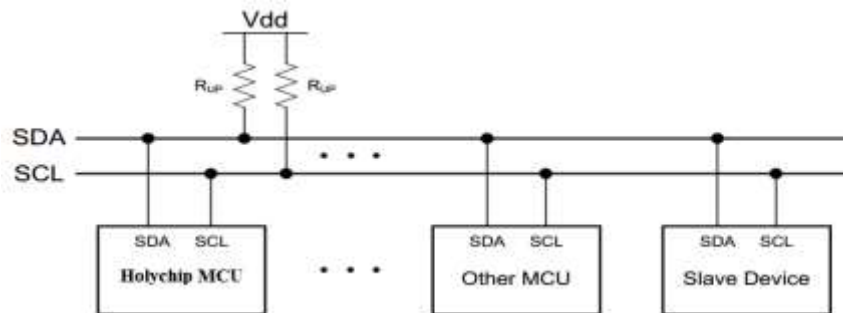 Vdd
RUP RUP
SDA
SCL
SDA SCL SDA SCL SDA SCL
Holychip MCU Other MCU Slave Device